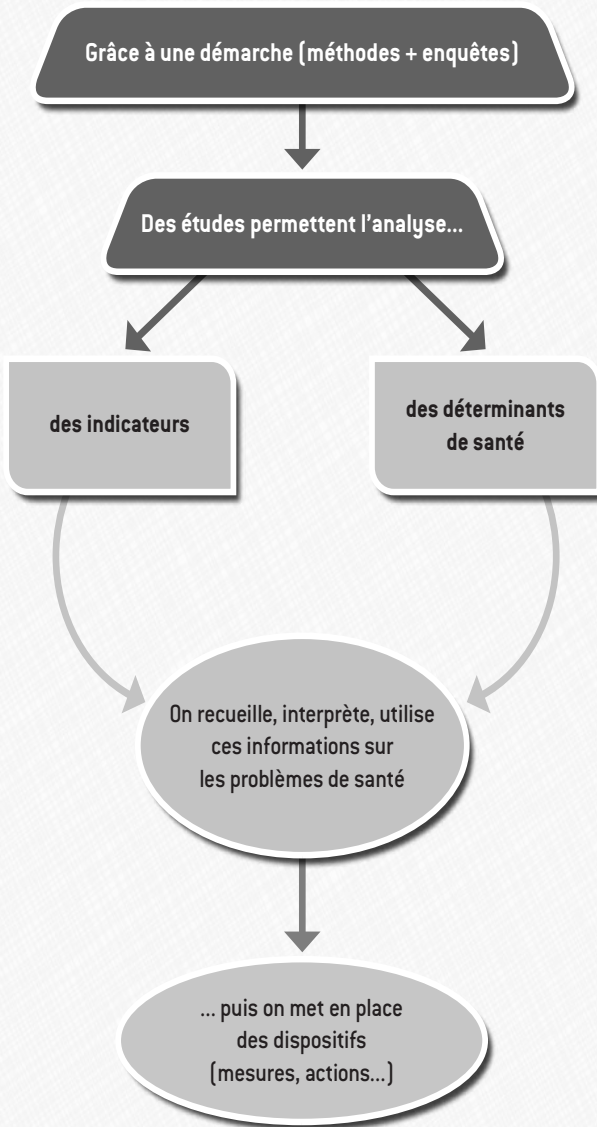 Grâce à une démarche (méthodes + enquêtes)
Des études permettent l'analyse...
des indicateurs
des déterminants
de santé
On recueille, interprète, utilise
ces informations sur
les problèmes de santé
... puis on met en place
des dispositifs
(mesures, actions...)